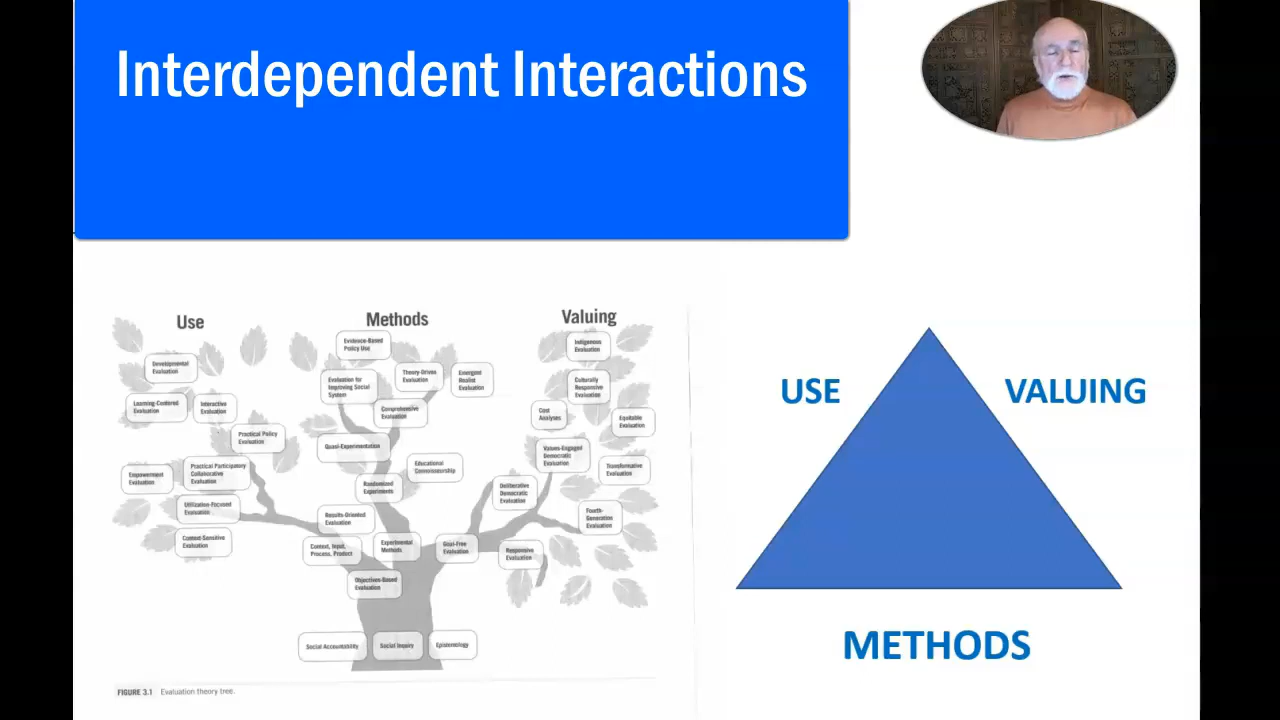 Interdependent Interactions
Use
Methods
Valuing
Evidence-Based
Policy Use
Indigenous
Evaluation
Developmental
Evaluation
Theory-Driven
Evaluation
Emergent
Realist
Evaluation
Evaluation for
Improving Social
System
Culturally
Responsive
Evaluation
Learning-Centered
Evaluation
Interactive
Evaluation
Comprehensive
Evaluation
Cost
Analyses
Equitable
Evaluation
Practical Policy
Evaluation
Quasi-Experimentation
Values-Engaged
Democratic
Evaluation
Empowerment
Evaluation
Practical Participatory
Collaborative
Evaluation
Educational
Connoisseurship
Transformative
Evaluation
Randomized
Experiments
Deliberative
Democratic
Evaluation
Utilization-Focused
Evaluation
Results-Oriented
Evaluation
Fourth-
Generation
Evaluation
Context-Sensitive
Evaluation
Context, Input,
Process, Product
Experimental
Methods
Goal-Free
Evaluation
Responsive
Evaluation
Objectives-Based
Evaluation
Social Accountability
Social Inquiry
Epistemology
FIGURE 3.1 Evaluation theory tree.
USE
VALUING
METHODS